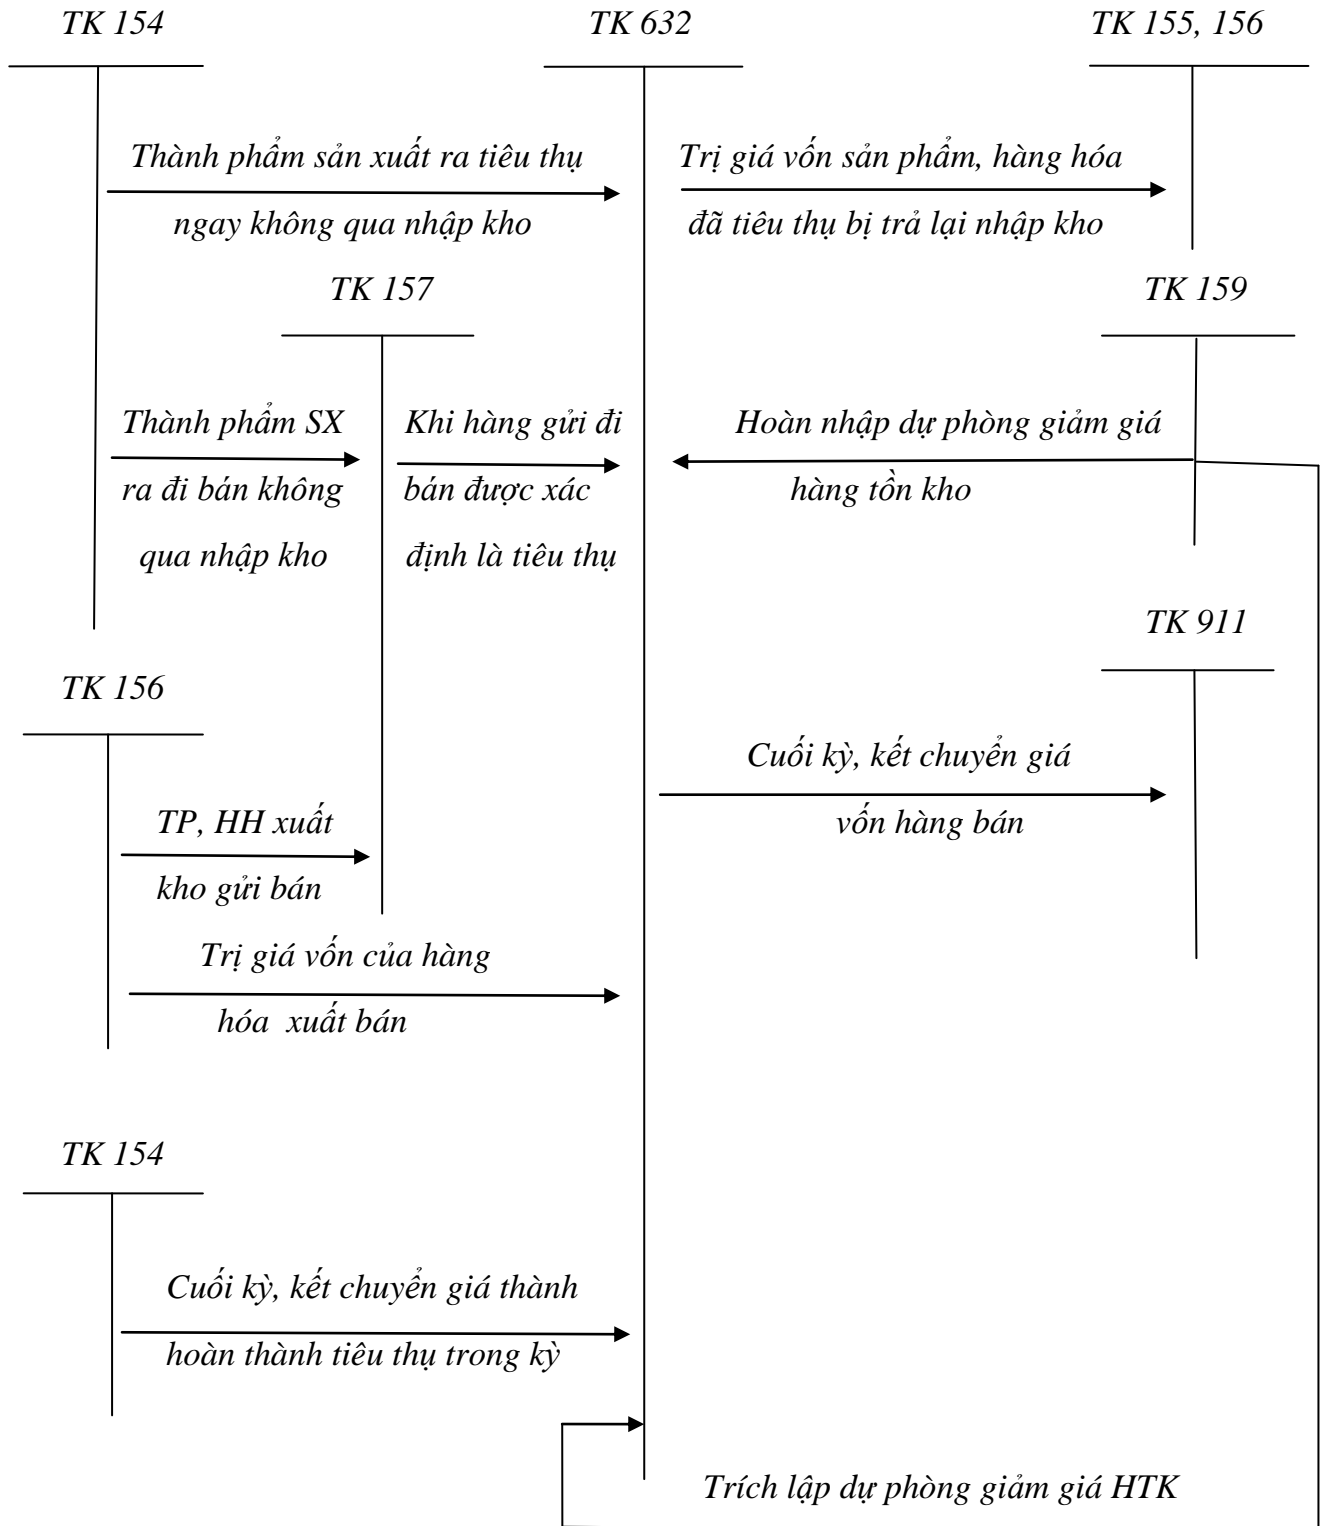 TK 154
TK 632
TK 155, 156
Thành phẩm sản xuất ra tiêu thụ
ngay không qua nhập kho
Trị giá vốn sản phẩm, hàng hóa
đã tiêu thụ bị trả lại nhập kho
TK 157
TK 159
Thành phẩm SX
ra đi bán không
qua nhập kho
Khi hàng gửi đi
bán được xác
định là tiêu thụ
Hoàn nhập dự phòng giảm giá
hàng tồn kho
TK 911
TK 156
Cuối kỳ, kết chuyển giá
vốn hàng bán
TP, HH xuất
kho gửi bán
Trị giá vốn của hàng
hóa xuất bán
TK 154
Cuối kỳ, kết chuyển giá thành
hoàn thành tiêu thụ trong kỳ
Trích lập dự phòng giảm giá HTK